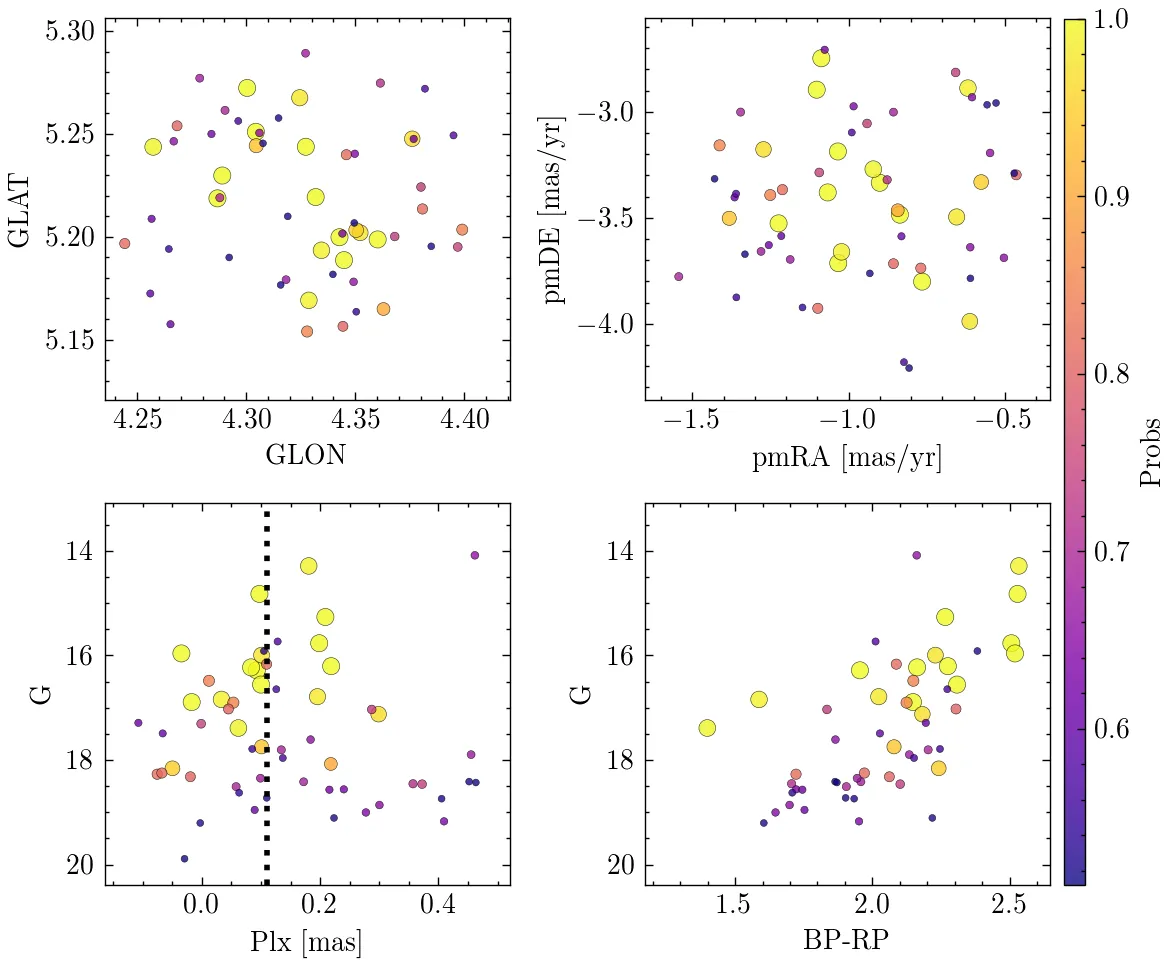 5.30
5.25
5.20
5.15
GLAT
4.25 4.30 4.35 4.40
GLON
−3.0
−3.5
−4.0
pmDE [mas/yr]
−1.5 −1.0 −0.5
pmRA [mas/yr]
1.0
0.9
0.8
0.7
0.6
Probs
14
16
18
20
G
0.0 0.2 0.4
Plx [mas]
14
16
18
20
G
1.5 2.0 2.5
BP-RP